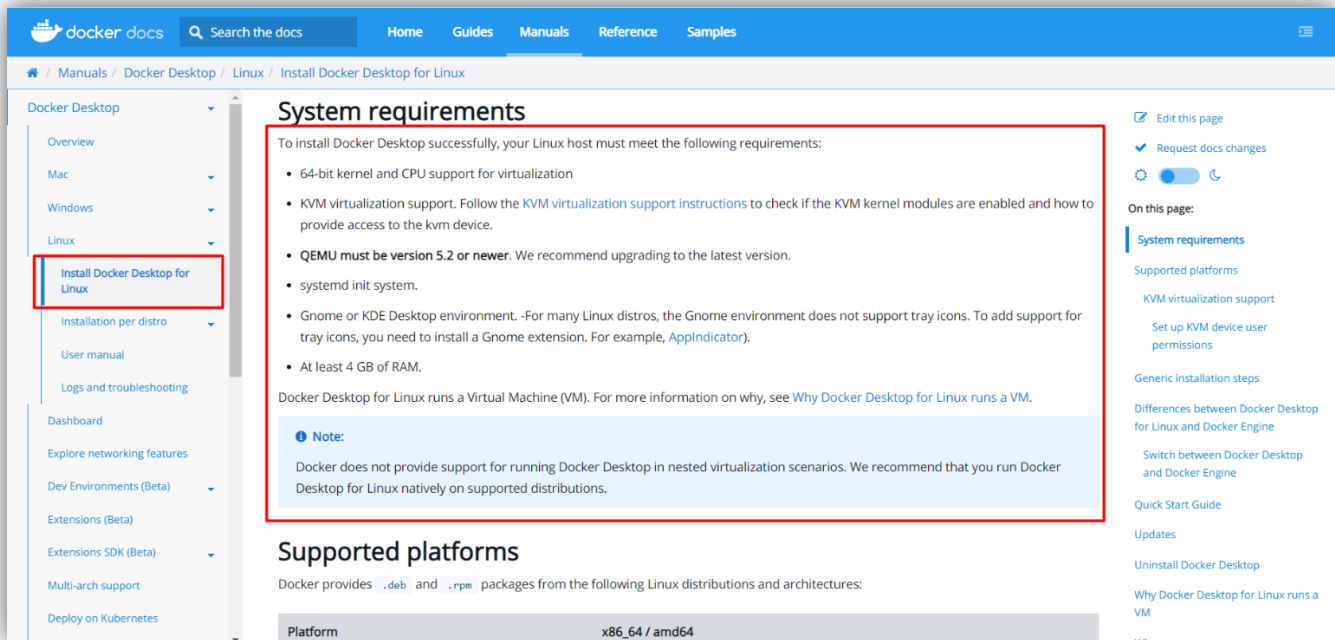 docker docs
Search the docs
Home
Guides
Manuals
Reference
Samples
/ Manuals / Docker Desktop / Linux / Install Docker Desktop for Linux
Docker Desktop
Overview
Mac
Windows
Linux
Install Docker Desktop for
Linux
Installation per distro
User manual
Logs and troubleshooting
Dashboard
Explore networking features
Dev Environments (Beta)
Extensions (Beta)
Extensions SDK (Beta)
Multi-arch support
Deploy on Kubernetes
System requirements
To install Docker Desktop successfully, your Linux host must meet the following requirements:
• 64-bit kernel and CPU support for virtualization
• KVM virtualization support. Follow the KVM virtualization support instructions to check if the KVM kernel modules are enabled and how to
provide access to the kvm device.
• QEMU must be version 5.2 or newer. We recommend upgrading to the latest version.
• systemd init system.
• Gnome or KDE Desktop environment. -For many Linux distros, the Gnome environment does not support tray icons. To add support for
tray icons, you need to install a Gnome extension. For example, AppIndicator).
• At least 4 GB of RAM.
Docker Desktop for Linux runs a Virtual Machine (VM). For more information on why, see Why Docker Desktop for Linux runs a VM.
Note:
Docker does not provide support for running Docker Desktop in nested virtualization scenarios. We recommend that you run Docker
Desktop for Linux natively on supported distributions.
Supported platforms
Docker provides .deb and .rpm packages from the following Linux distributions and architectures:
Platform
x86_64 / amd64
Edit this page
Request docs changes
On this page:
System requirements
Supported platforms
KVM virtualization support
Set up KVM device user
permissions
Generic installation steps
Differences between Docker Desktop
for Linux and Docker Engine
Switch between Docker Desktop
and Docker Engine
Quick Start Guide
Updates
Uninstall Docker Desktop
Why Docker Desktop for Linux runs a
VM